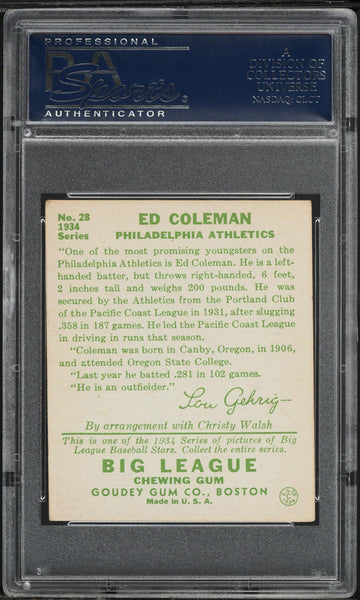 PROFESSIONAL
PSA
Sports
AUTHENTICATOR
A
DIVISION OF
COLLECTORS
UNIVERSE
NASDAQ: CLCT
No. 28
1934
Series
ED COLEMAN
PHILADELPHIA ATHLETICS
"One of the most promising youngsters on the
Philadelphia Athletics is Ed Coleman. He is a left-
handed batter, but throws right-handed, 6 feet,
2 inches tall and weighs 200 pounds. He was
secured by the Athletics from the Portland Club
of the Pacific Coast League in 1931, after slugging
.358 in 187 games. He led the Pacific Coast League
in driving in runs that season.
"Coleman was born in Canby, Oregon, in 1906,
and attended Oregon State College.
"Last year he batted .281 in 102 games.
"He is an outfielder."
Lou Gehrig
By arrangement with Christy Walsh
This is one of the 1934 Series of pictures of Big
League Baseball Stars. Collect the entire series.
BIG LEAGUE
CHEWING GUM
GOUDEY GUM CO., BOSTON
Made in U. S. A.